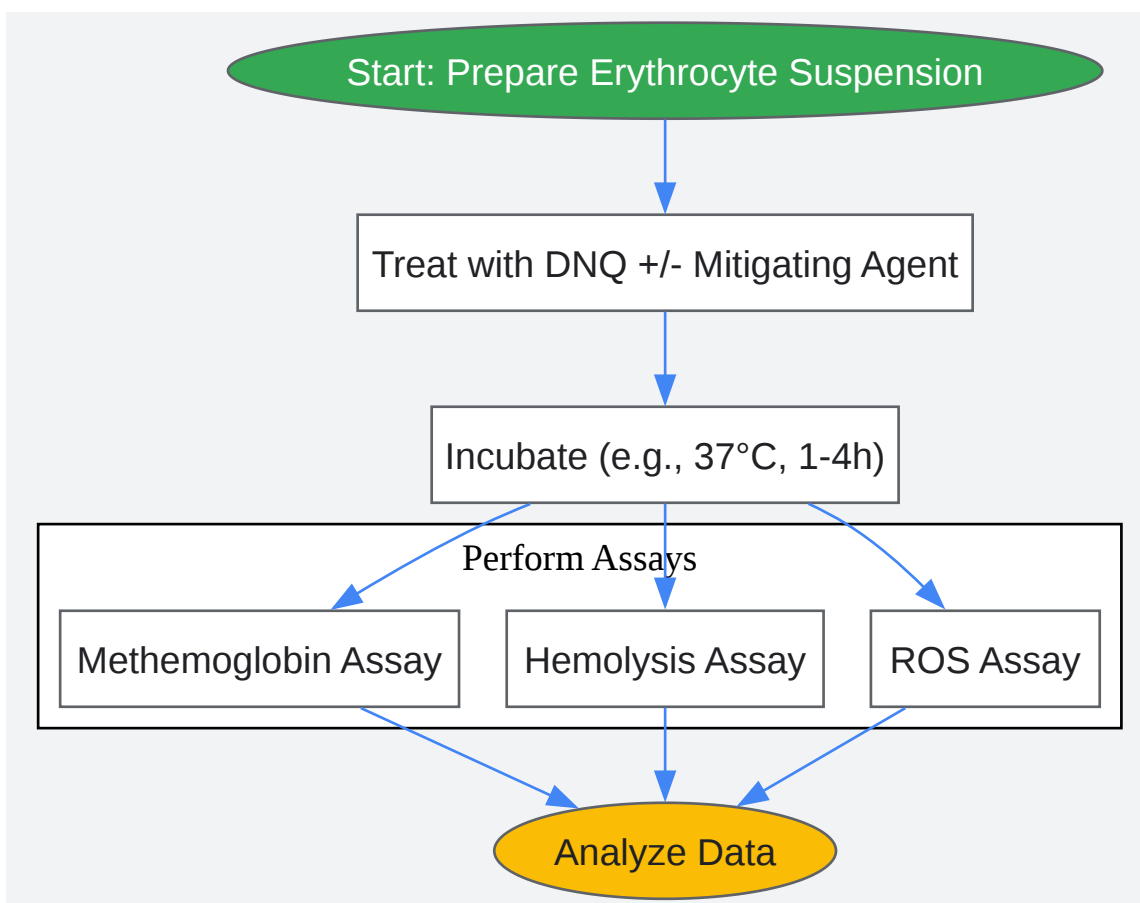 Start: Prepare Erythrocyte Suspension
Treat with DNQ +/- Mitigating Agent
Incubate (e.g., 37°C, 1-4h)
Perform Assays
Methemoglobin Assay
Hemolysis Assay
ROS Assay
Analyze Data